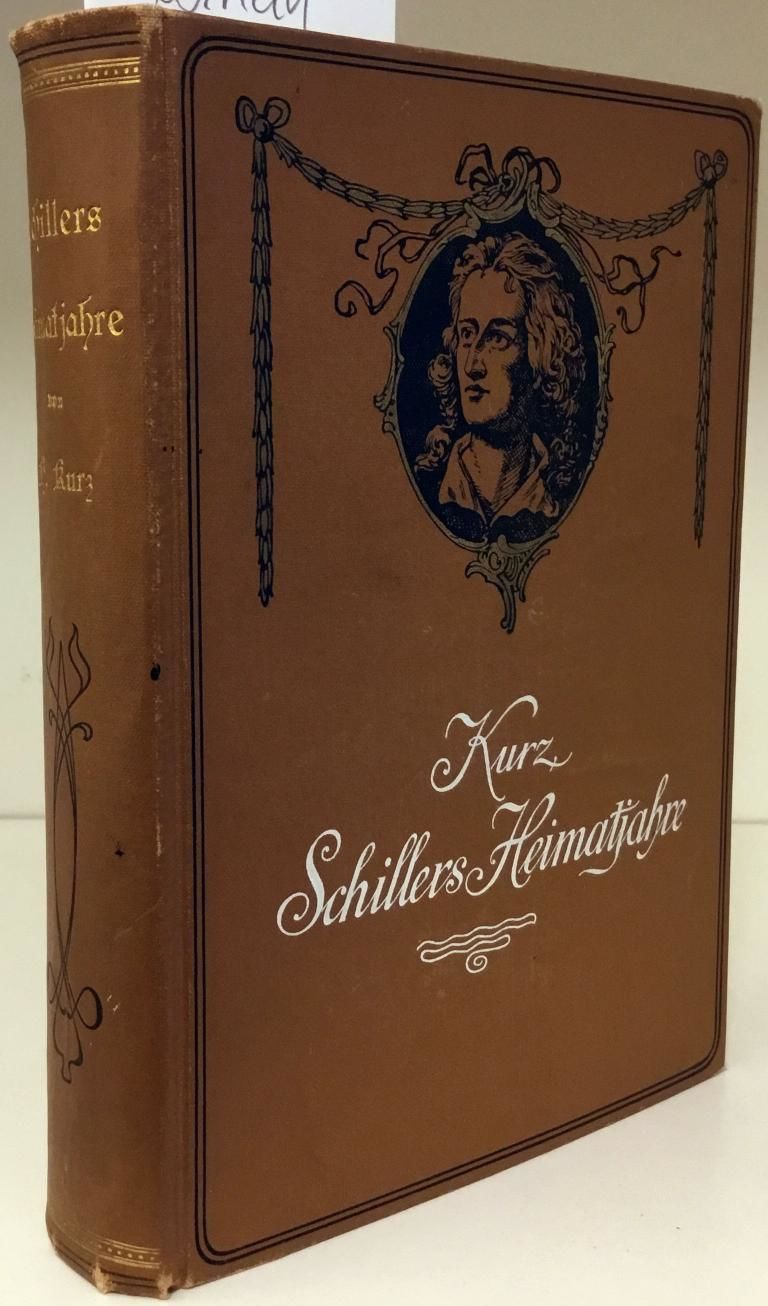 Schillers
Heimatjahre
von
H. Kurz
Kurz
Schillers Heimatjahre